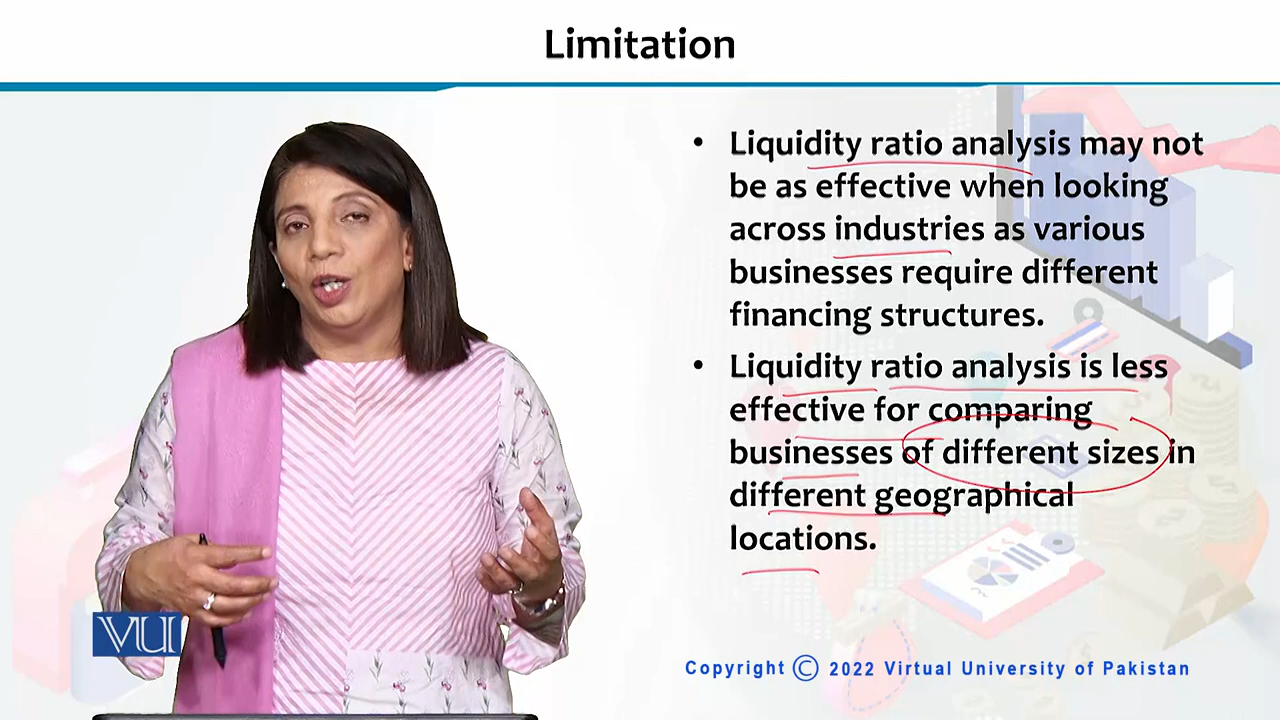 Limitation
• Liquidity ratio analysis may not
be as effective when looking
across industries as various
businesses require different
financing structures.
• Liquidity ratio analysis is less
effective for comparing
businesses of different sizes in
different geographical
locations.
VU
Copyright © 2022 Virtual University of Pakistan